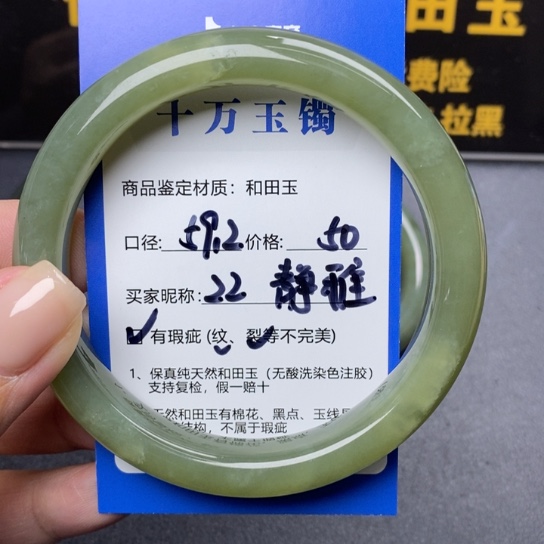 田玉
费险
拉黑
十万玉镯
商品鉴定材质：和田玉
口径：59.2 价格：50
买家昵称：22 静雅
✓ 有瑕疵 (纹、裂等不完美)
1、保真纯天然和田玉（无酸洗染色注胶）
支持复检，假一赔十
天然和田玉有棉花、黑点、玉线
结构，不属于瑕疵